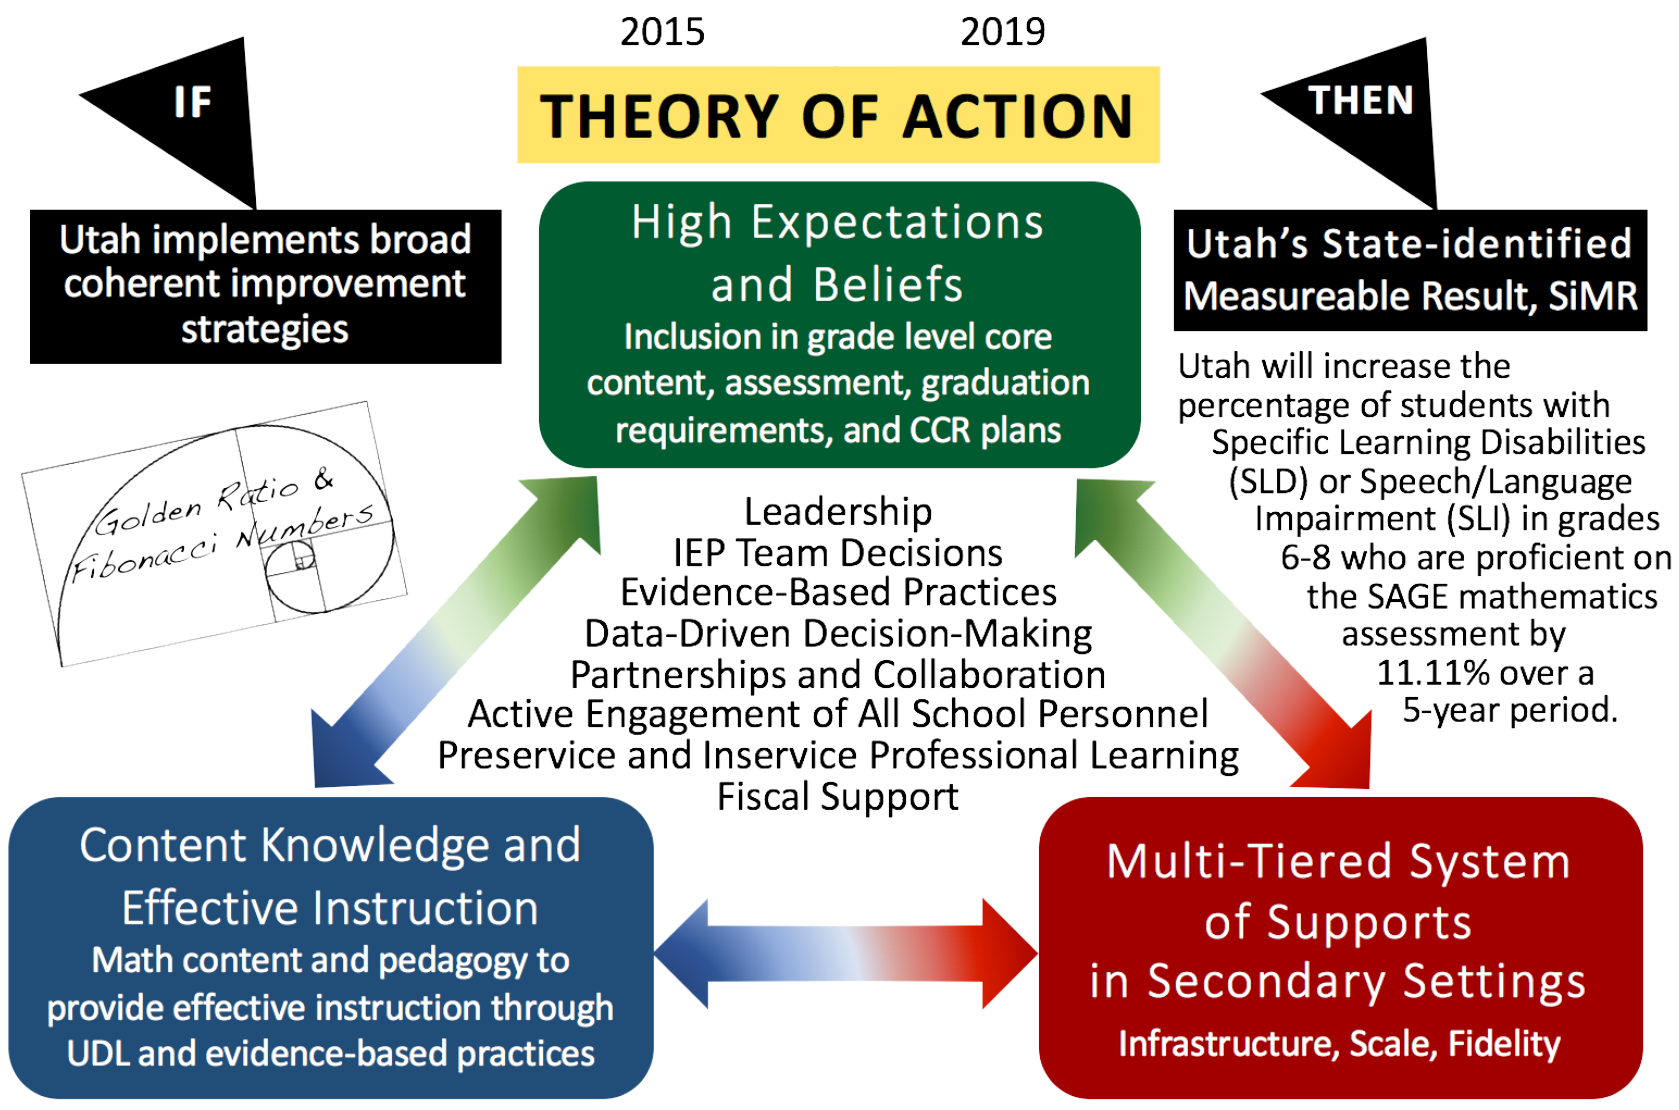 2015 2019
THEORY OF ACTION
IF
Utah implements broad
coherent improvement
strategies
Golden Ratio &
Fibonacci Numbers
High Expectations
and Beliefs
Inclusion in grade level core
content, assessment, graduation
requirements, and CCR plans
THEN
Utah’s State-identified
Measureable Result, SiMR
Utah will increase the
percentage of students with
Specific Learning Disabilities
(SLD) or Speech/Language
Impairment (SLI) in grades
6-8 who are proficient on
the SAGE mathematics
assessment by
11.11% over a
5-year period.
Leadership
IEP Team Decisions
Evidence-Based Practices
Data-Driven Decision-Making
Partnerships and Collaboration
Active Engagement of All School Personnel
Preservice and Inservice Professional Learning
Fiscal Support
Content Knowledge and
Effective Instruction
Math content and pedagogy to
provide effective instruction through
UDL and evidence-based practices
Multi-Tiered System
of Supports
in Secondary Settings
Infrastructure, Scale, Fidelity